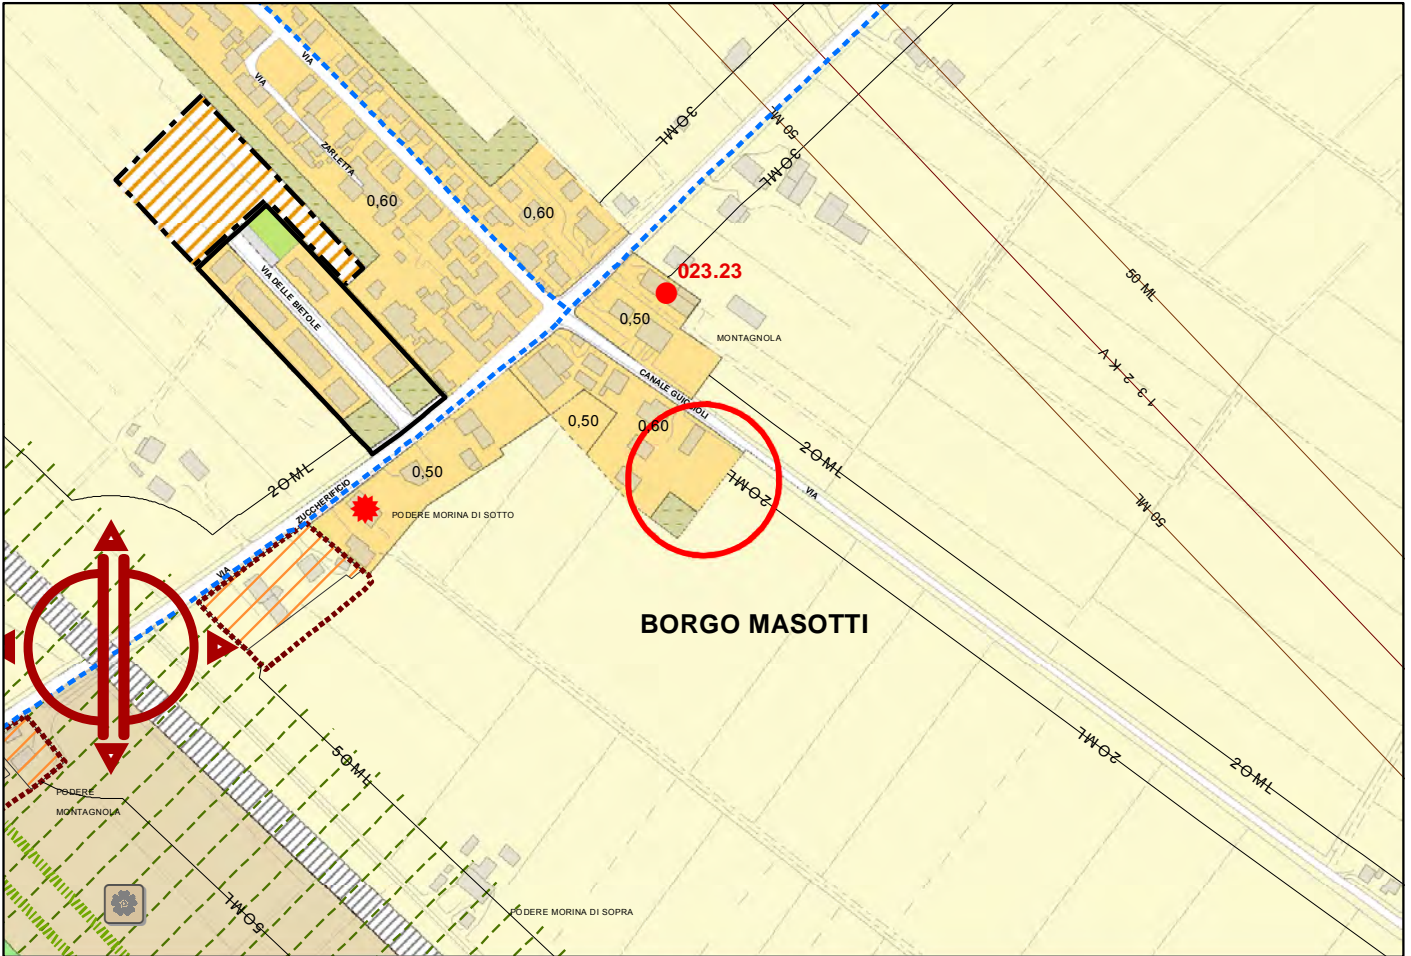 VIA
VIA
ZARLETTA
0,60
0,60
30 ML
50 ML
30 ML
VIA DELLE BIETOLE
023.23
0,50
MONTAGNOLA
50 ML
132 KV
CANALE GUICCIOLI
0,50
0,60
20 ML
20 ML
VIA
50 ML
20 ML
0,50
ZUCCHERIFICIO
PODERE MORINA DI SOTTO
VIA
BORGO MASOTTI
20 ML
20 ML
50 ML
PODERE
MONTAGNOLA
50 ML
PODERE MORINA DI SOPRA